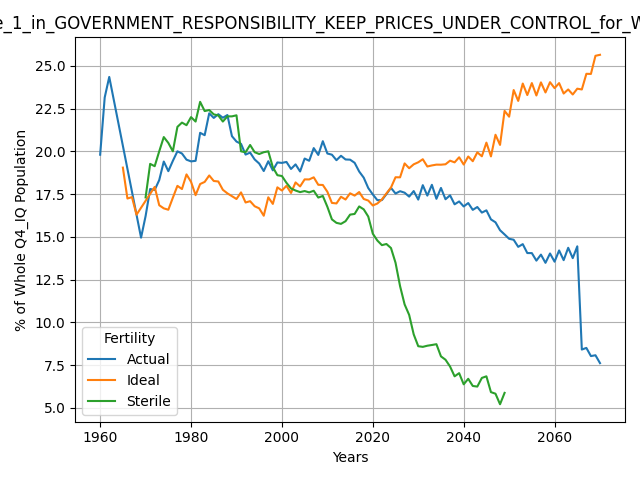 e_1_in_GOVERNMENT_RESPONSIBILITY_KEEP_PRICES_UNDER_CONTROL_for_W
% of Whole Q4_IQ Population
25.0
22.5
20.0
17.5
15.0
12.5
10.0
7.5
5.0
Fertility
Actual
Ideal
Sterile
1960 1980 2000 2020 2040 2060
Years